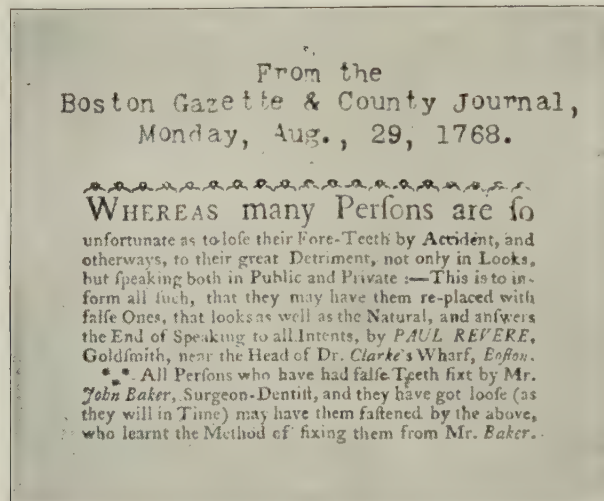 From the
Boston Gazette & County Journal,
Monday, Aug., 29, 1768.
WHEREAS many Perſons are ſo
unfortunate as to loſe their Fore-Teeth by Accident, and
otherways, to their great Detriment, not only in Looks,
but ſpeaking both in Public and Private :—This is to in-
form all ſuch, that they may have them re-placed with
falſe Ones, that looks as well as the Natural, and anſwers
the End of Speaking to all Intents, by PAUL REVERE,
Goldſmith, near the Head of Dr. Clarke's Wharf, Boſton.
*** All Perſons who have had falſe Teeth fixt by Mr.
John Baker, Surgeon-Dentiſt, and they have got looſe (as
they will in Time) may have them faſtened by the above,
who learnt the Method of fixing them from Mr. Baker.